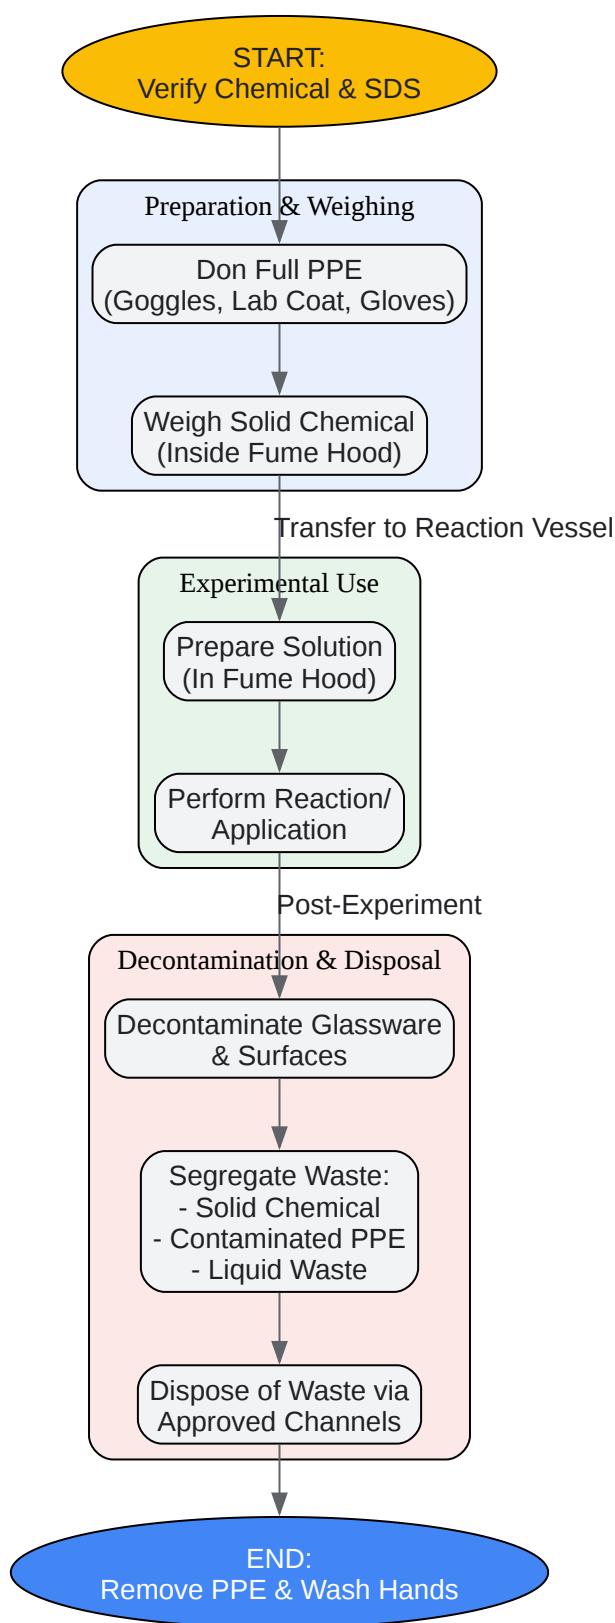 START:
Verify Chemical & SDS
Preparation & Weighing
Don Full PPE
(Goggles, Lab Coat, Gloves)
Weigh Solid Chemical
(Inside Fume Hood)
Transfer to Reaction Vessel
Experimental Use
Prepare Solution
(In Fume Hood)
Perform Reaction/
Application
Post-Experiment
Decontamination & Disposal
Decontaminate Glassware
& Surfaces
Segregate Waste:
- Solid Chemical
- Contaminated PPE
- Liquid Waste
Dispose of Waste via
Approved Channels
END:
Remove PPE & Wash Hands